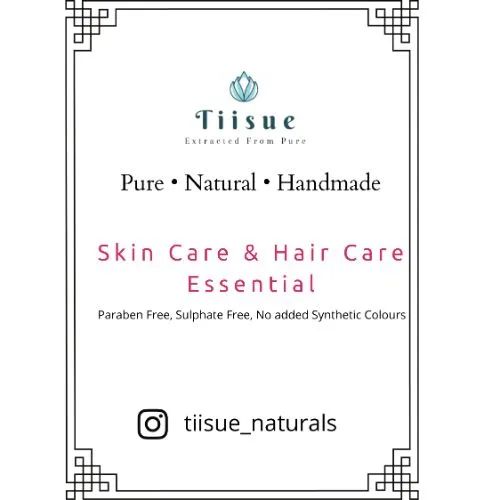 Tiisue
Extracted From Pure
Pure • Natural • Handmade
Skin Care & Hair Care
Essential
Paraben Free, Sulphate Free, No added Synthetic Colours
tiisue_naturals